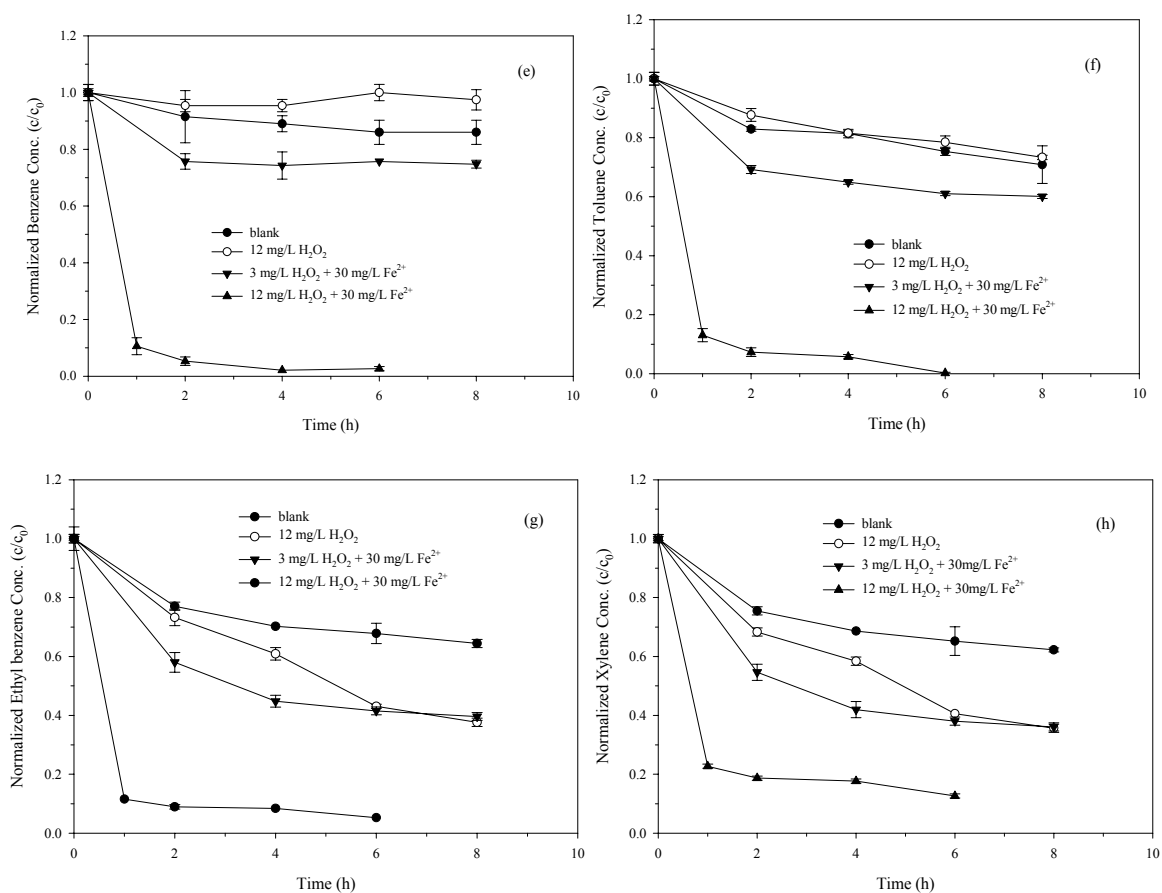 1.2
1.0
0.8
0.6
0.4
0.2
0.0
Normalized Benzene Conc. (c/c₀)
(e)
blank
12 mg/L H₂O₂
3 mg/L H₂O₂ + 30 mg/L Fe²⁺
12 mg/L H₂O₂ + 30 mg/L Fe²⁺
0 2 4 6 8 10
Time (h)
1.2
1.0
0.8
0.6
0.4
0.2
0.0
Normalized Toluene Conc. (c/c₀)
(f)
blank
12 mg/L H₂O₂
3 mg/L H₂O₂ + 30 mg/L Fe²⁺
12 mg/L H₂O₂ + 30 mg/L Fe²⁺
0 2 4 6 8 10
Time (h)
1.2
1.0
0.8
0.6
0.4
0.2
0.0
Normalized Ethyl benzene Conc. (c/c₀)
(g)
blank
12 mg/L H₂O₂
3 mg/L H₂O₂ + 30 mg/L Fe²⁺
12 mg/L H₂O₂ + 30 mg/L Fe²⁺
0 2 4 6 8 10
Time (h)
1.2
1.0
0.8
0.6
0.4
0.2
0.0
Normalized Xylene Conc. (c/c₀)
(h)
blank
12 mg/L H₂O₂
3 mg/L H₂O₂ + 30mg/L Fe²⁺
12 mg/L H₂O₂ + 30mg/L Fe²⁺
0 2 4 6 8 10
Time (h)